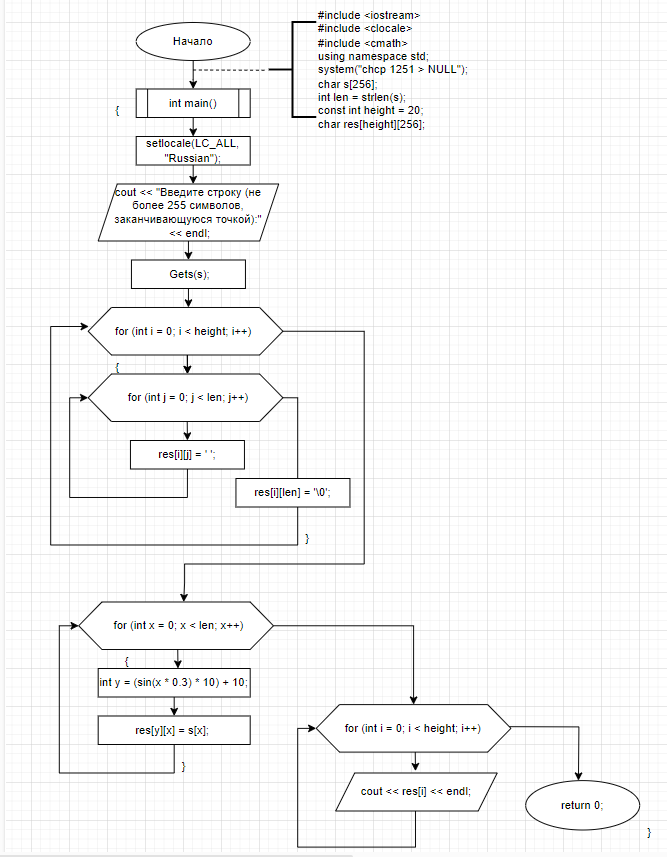 Начало
#include <iostream>
#include <clocale>
#include <cmath>
using namespace std;
system("chcp 1251 > NULL");
char s[256];
int len = strlen(s);
const int height = 20;
char res[height][256];
int main()
{
setlocale(LC_ALL,
"Russian");
cout << "Введите строку (не
более 255 символов,
заканчивающуюся точкой):"
<< endl;
Gets(s);
for (int i = 0; i < height; i++)
{
for (int j = 0; j < len; j++)
res[i][j] = ' ';
res[i][len] = '\0';
}
for (int x = 0; x < len; x++)
{
int y = (sin(x * 0.3) * 10) + 10;
res[y][x] = s[x];
}
for (int i = 0; i < height; i++)
cout << res[i] << endl;
return 0;
}